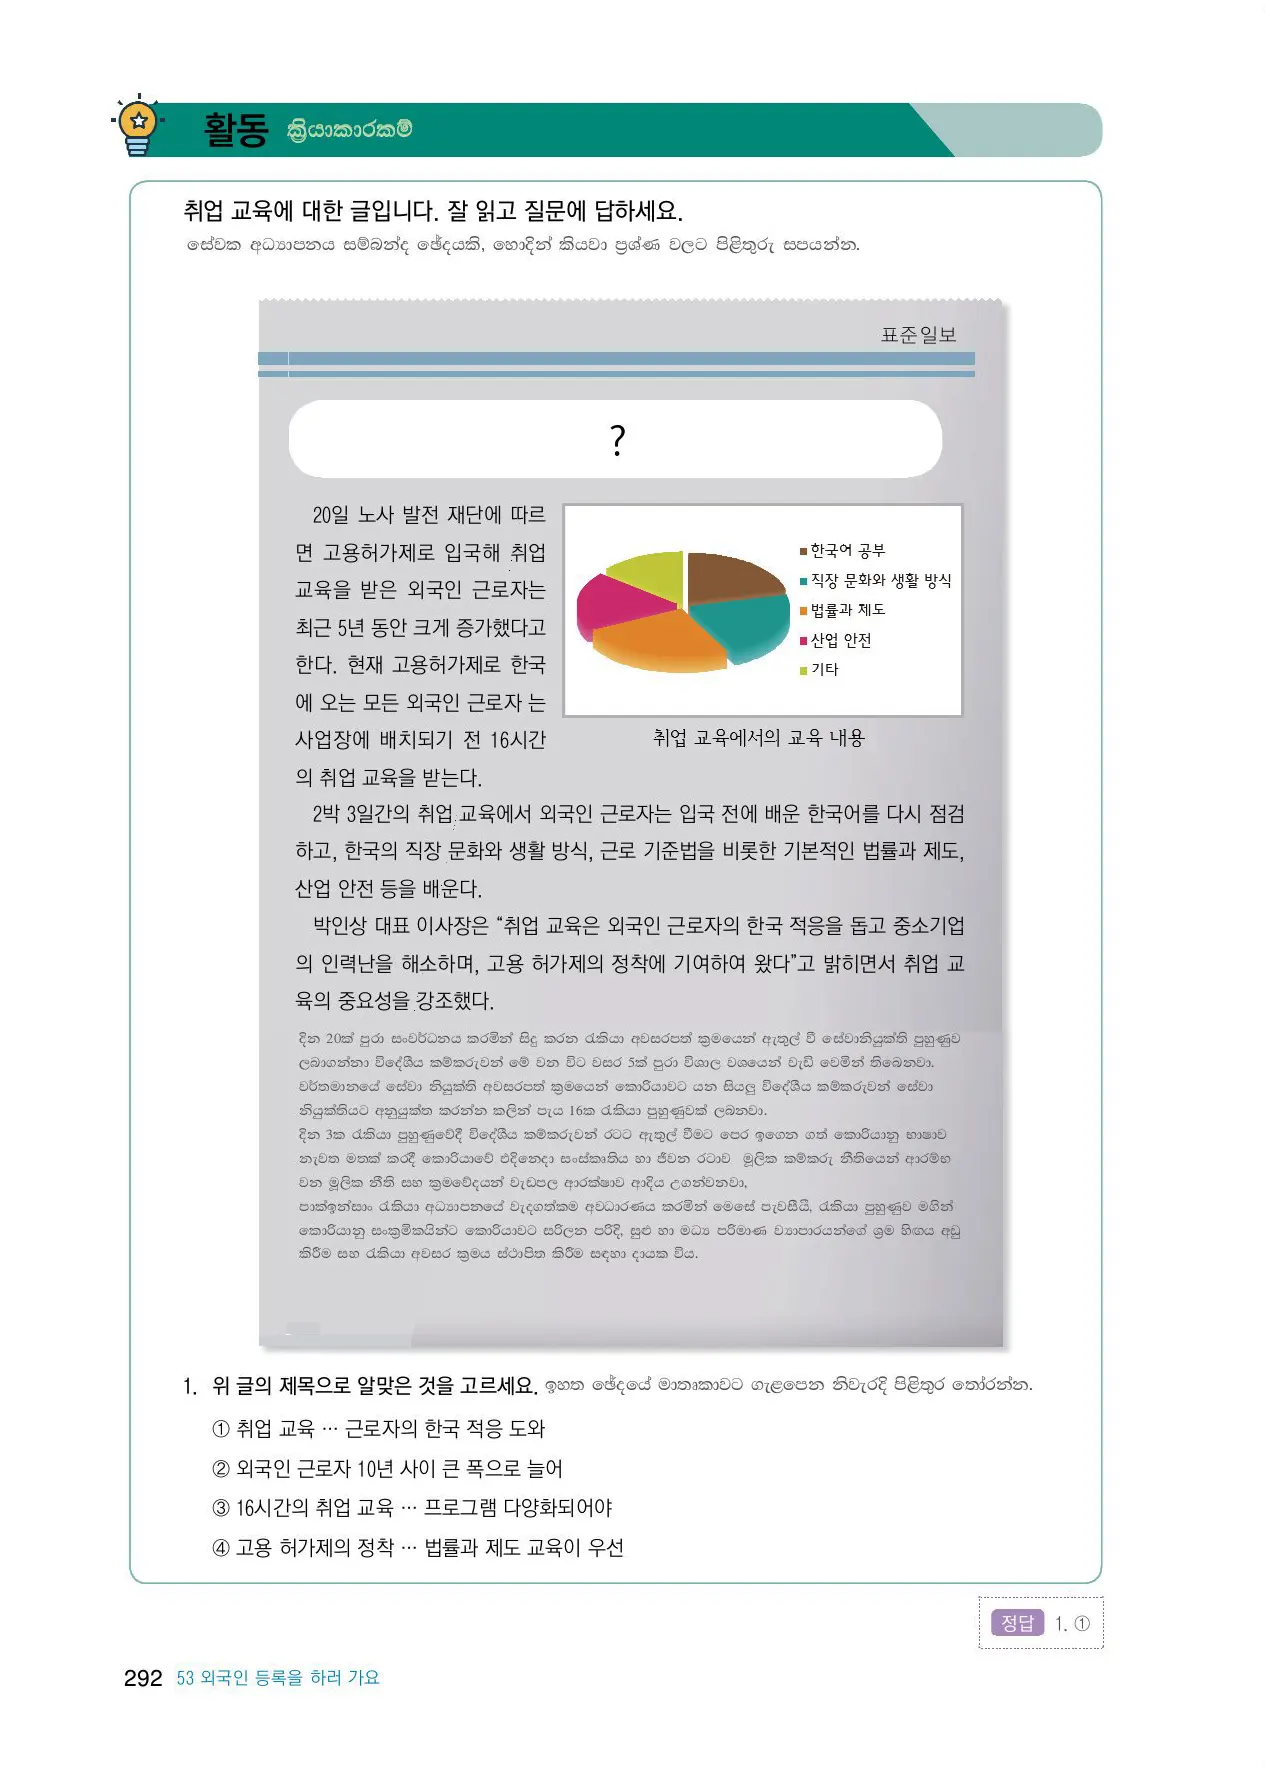 활동 ක්‍රියාකාරකම්
취업 교육에 대한 글입니다. 잘 읽고 질문에 답하세요.
සේවක අධ්‍යාපනය සම්බන්ද ඡේදයකි, හොදින් කියවා ප්‍රශ්ණ වලට පිළිතුරු සපයන්න.
표준일보
?
20일 노사 발전 재단에 따르
면 고용허가제로 입국해 취업
교육을 받은 외국인 근로자는
최근 5년 동안 크게 증가했다고
한다. 현재 고용허가제로 한국
에 오는 모든 외국인 근로자 는
사업장에 배치되기 전 16시간
의 취업 교육을 받는다.
한국어 공부
직장 문화와 생활 방식
법률과 제도
산업 안전
기타
취업 교육에서의 교육 내용
2박 3일간의 취업 교육에서 외국인 근로자는 입국 전에 배운 한국어를 다시 점검
하고, 한국의 직장 문화와 생활 방식, 근로 기준법을 비롯한 기본적인 법률과 제도,
산업 안전 등을 배운다.
박인상 대표 이사장은 “취업 교육은 외국인 근로자의 한국 적응을 돕고 중소기업
의 인력난을 해소하며, 고용 허가제의 정착에 기여하여 왔다”고 밝히면서 취업 교
육의 중요성을 강조했다.
දින 20ක් පුරා සංවර්ධනය කරමින් සිදු කරන රැකියා අවසරපත් ක්‍රමයෙන් ඇතුල් වී සේවානියුක්ති පුහුණුව
ලබාගන්නා විදේශීය කම්කරුවන් මේ වන විට වසර 5ක් පුරා විශාල වශයෙන් වැඩි වෙමින් තිබෙනවා.
වර්තමානයේ සේවා නියුක්ති අවසරපත් ක්‍රමයෙන් කොරියාවට යන සියලු විදේශීය කම්කරුවන් සේවා
නියුක්තියට අනුයුක්ත කරන්න කලින් පැය 16ක රැකියා පුහුණුවක් ලබනවා.
දින 3ක රැකියා පුහුණුවේදී විදේශීය කම්කරුවන් රටට ඇතුල් වීමට පෙර ඉගෙන ගත් කොරියානු භාෂාව
නැවත මතක් කරදී කොරියාවේ එදිනෙදා සංස්කෘතිය හා ජීවන රටාව මූලික කම්කරු නීතියෙන් ආරම්භ
වන මූලික නීති සහ ක්‍රමවේදයන් වැඩපල ආරක්ෂාව ආදිය උගන්වනවා,
පාක්ඉන්සාං රැකියා අධ්‍යාපනයේ වැදගත්කම අවධාරණය කරමින් මෙසේ පැවසීයී, රැකියා පුහුණුව මගින්
කොරියානු සංක්‍රමිකයින්ට කොරියාවට සරිලන පරිදි, සුළු හා මධ්‍ය පරිමාණ ව්‍යාපාරයන්ගේ ශ්‍රම හිඟය අඩු
කිරීම සහ රැකියා අවසර ක්‍රමය ස්ථාපිත කිරීම සඳහා දායක විය.
1. 위 글의 제목으로 알맞은 것을 고르세요. ඉහත ඡේදයේ මාතෘකාවට ගැළපෙන නිවැරදි පිළිතුර තෝරන්න.
① 취업 교육 … 근로자의 한국 적응 도와
② 외국인 근로자 10년 사이 큰 폭으로 늘어
③ 16시간의 취업 교육 … 프로그램 다양화되어야
④ 고용 허가제의 정착 … 법률과 제도 교육이 우선
정답 1. ①
292 53 외국인 등록을 하러 가요